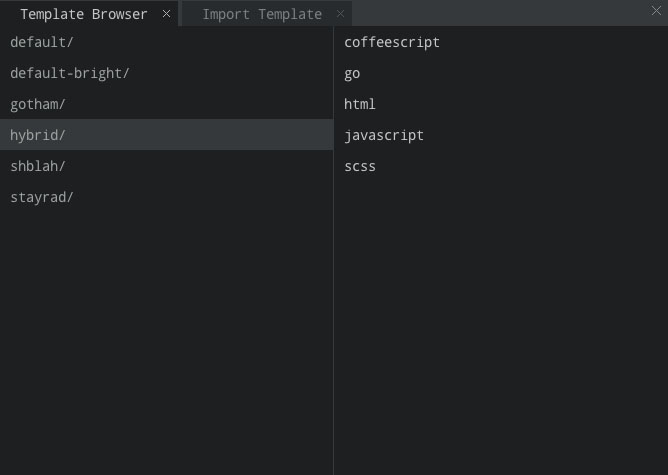 Template Browser
Import Template
default/
default-bright/
gotham/
hybrid/
shblah/
stayrad/
coffeescript
go
html
javascript
scss